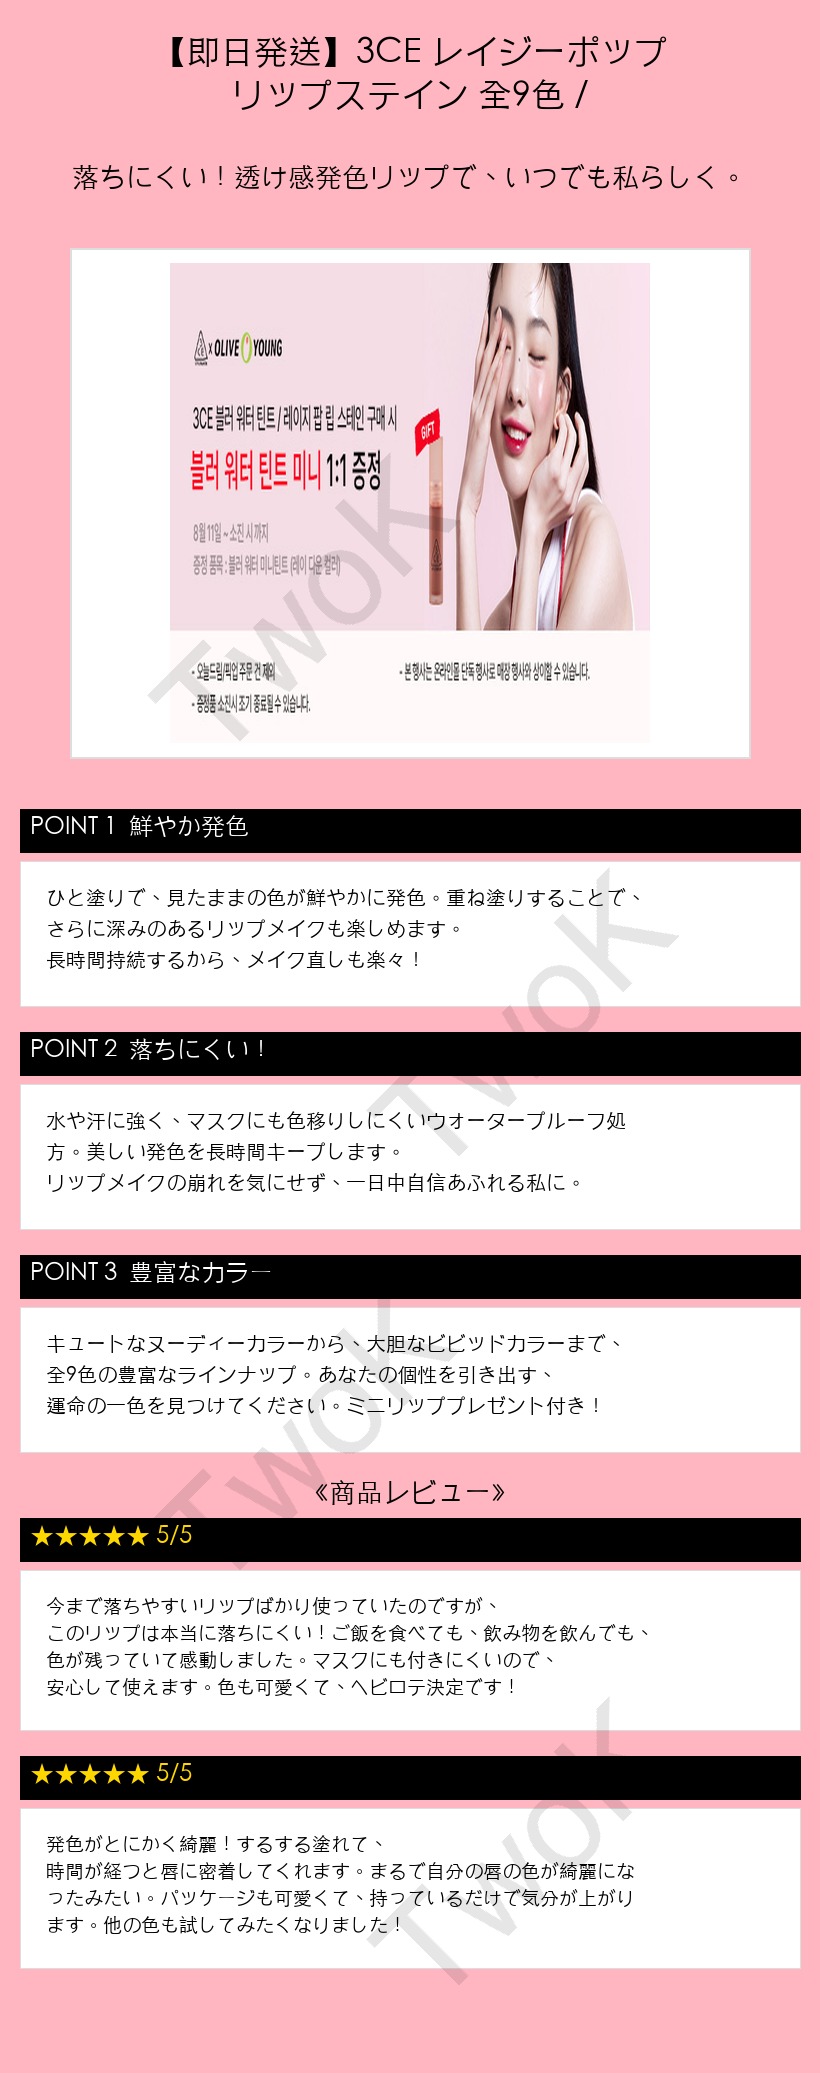 【即日発送】3CE レイジーポップ
リップステイン 全9色 /
落ちにくい！透け感発色リップで、いつでも私らしく。
3CE x OLIVE YOUNG
3CE 블러 워터 틴트 / 레이지 팝 립 스테인 구매 시
블러 워터 틴트 미니 1:1 증정
GIFT
8월 11일 ~ 소진 시 까지
증정 품목 : 블러 워터 미니틴트 (레이 다운 컬러)
- 오늘드림/픽업 주문 건 제외
- 본 행사는 온라인몰 단독 행사로 매장 행사와 상이할 수 있습니다.
- 증정품 소진시 조기 종료될 수 있습니다.
TwoK
POINT 1 鮮やか発色
ひと塗りで、見たままの色が鮮やかに発色。重ね塗りすることで、
さらに深みのあるリップメイクも楽しめます。
長時間持続するから、メイク直しも楽々！
TwoK
POINT 2 落ちにくい！
水や汗に強く、マスクにも色移りしにくいウォータープルーフ処
方。美しい発色を長時間キープします。
リップメイクの崩れを気にせず、一日中自信あふれる私に。
POINT 3 豊富なカラー
キュートなヌーディーカラーから、大胆なビビッドカラーまで、
全9色の豊富なラインナップ。あなたの個性を引き出す、
運命の一色を見つけてください。ミニリッププレゼント付き！
TwoK
《商品レビュー》
★★★★★ 5/5
今まで落ちやすいリップばかり使っていたのですが、
このリップは本当に落ちにくい！ご飯を食べても、飲み物を飲んでも、
色が残っていて感動しました。マスクにも付きにくいので、
安心して使えます。色も可愛くて、ヘビロテ決定です！
★★★★★ 5/5
発色がとにかく綺麗！するする塗れて、
時間が経つと唇に密着してくれます。まるで自分の唇の色が綺麗にな
ったみたい。パッケージも可愛くて、持っているだけで気分が上がり
ます。他の色も試してみたくなりました！
TwoK